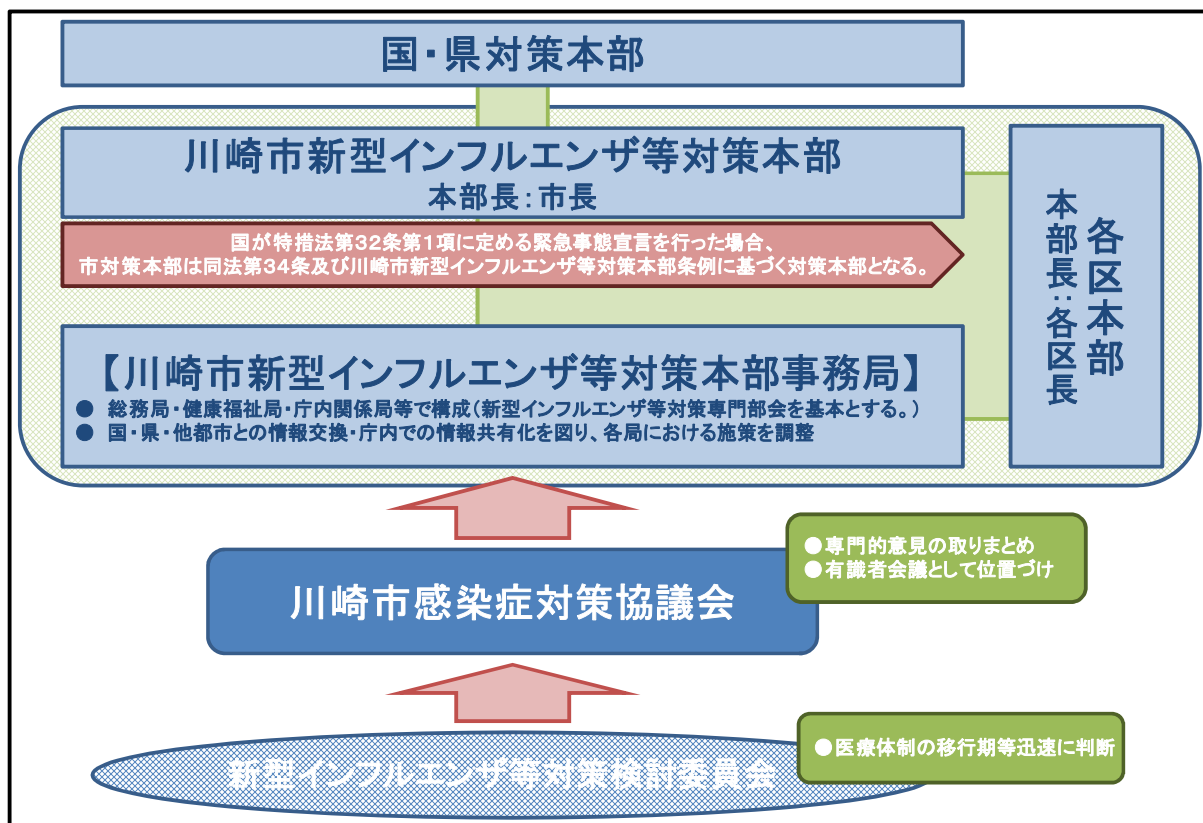 国・県対策本部
川崎市新型インフルエンザ等対策本部
本部長：市長
国が特措法第32条第1項に定める緊急事態宣言を行った場合、
市対策本部は同法第34条及び川崎市新型インフルエンザ等対策本部条例に基づく対策本部となる。
各区本部
本部長：各区長
【川崎市新型インフルエンザ等対策本部事務局】
● 総務局・健康福祉局・庁内関係局等で構成（新型インフルエンザ等対策専門部会を基本とする。）
● 国・県・他都市との情報交換・庁内での情報共有化を図り、各局における施策を調整
●専門的意見の取りまとめ
●有識者会議として位置づけ
川崎市感染症対策協議会
●医療体制の移行期等迅速に判断
新型インフルエンザ等対策検討委員会